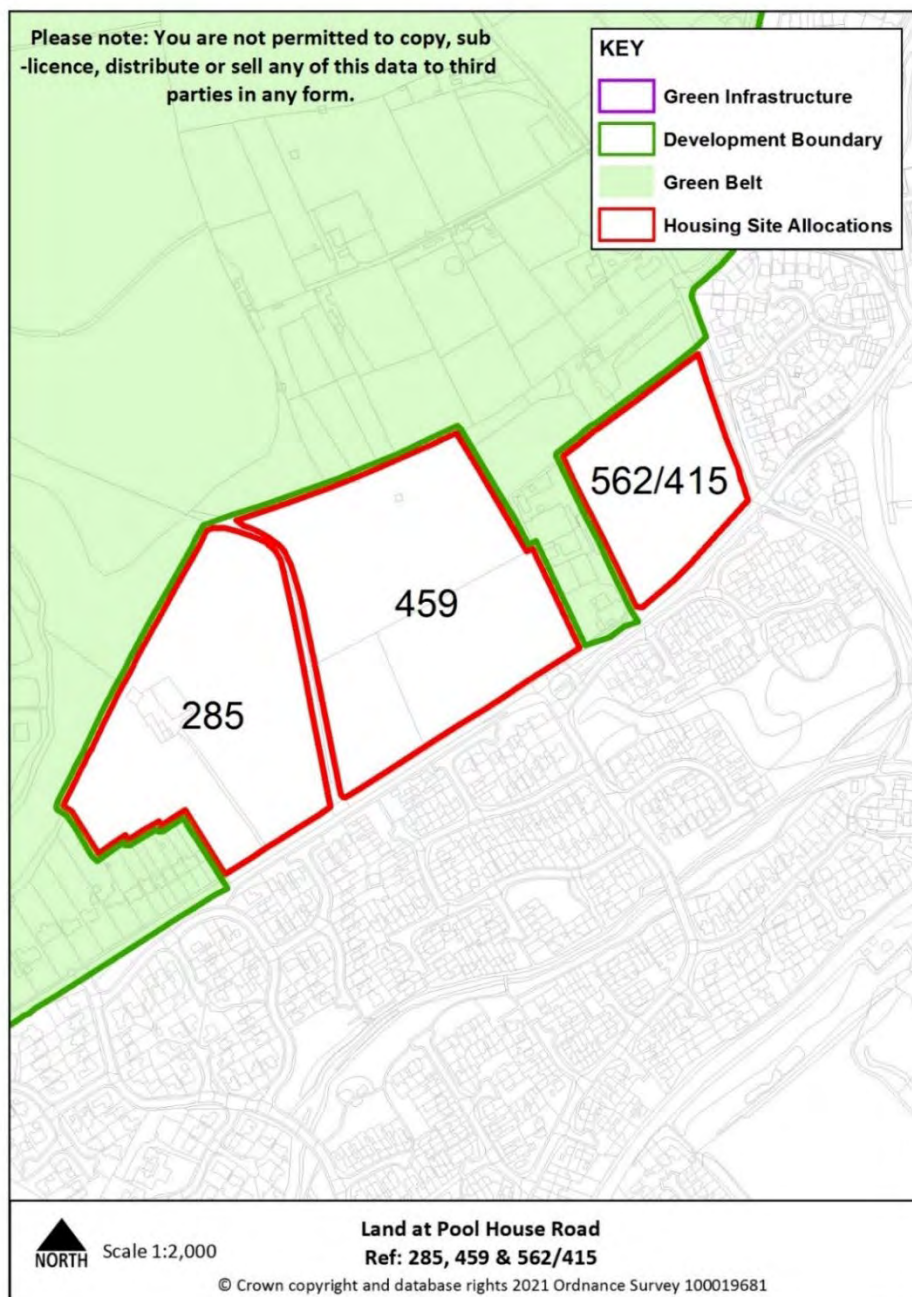 Please note: You are not permitted to copy, sub
-licence, distribute or sell any of this data to third
parties in any form.
KEY
Green Infrastructure
Development Boundary
Green Belt
Housing Site Allocations
562/415
459
285
NORTH
Scale 1:2,000
Land at Pool House Road
Ref: 285, 459 & 562/415
© Crown copyright and database rights 2021 Ordnance Survey 100019681